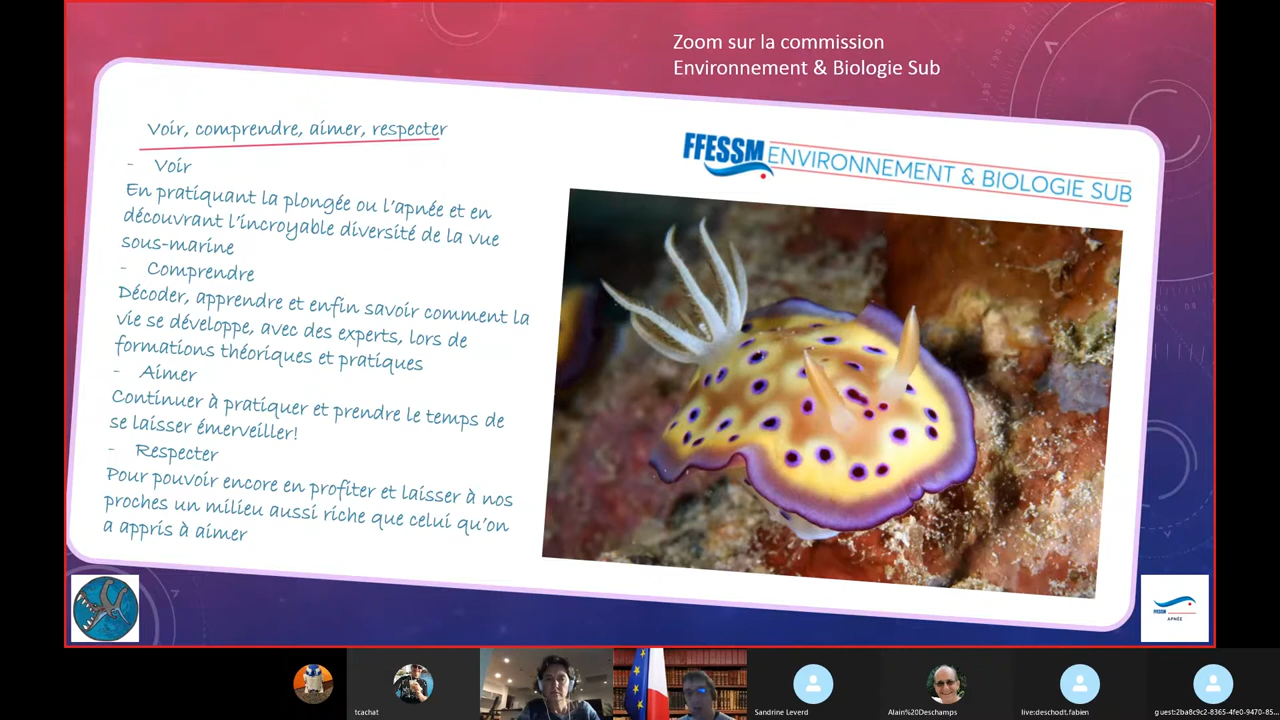 Zoom sur la commission
Environnement & Biologie Sub
Voir, comprendre, aimer, respecter
FFESSM ENVIRONNEMENT & BIOLOGIE SUB
- Voir
En pratiquant la plongée ou l'apnée et en
découvrant l'incroyable diversité de la vue
sous-marine
- Comprendre
Décoder, apprendre et enfin savoir comment la
vie se développe, avec des experts, lors de
formations théoriques et pratiques
- Aimer
Continuer à pratiquer et prendre le temps de
se laisser émerveiller!
- Respecter
Pour pouvoir encore en profiter et laisser à nos
proches un milieu aussi riche que celui qu'on
a appris à aimer
FFESSM
APNÉE
tcachat
Sandrine Leverd
Alain%20Deschamps
live:deschodt.fabien
guest:2ba8c9c2-8365-4fe0-9470-85...